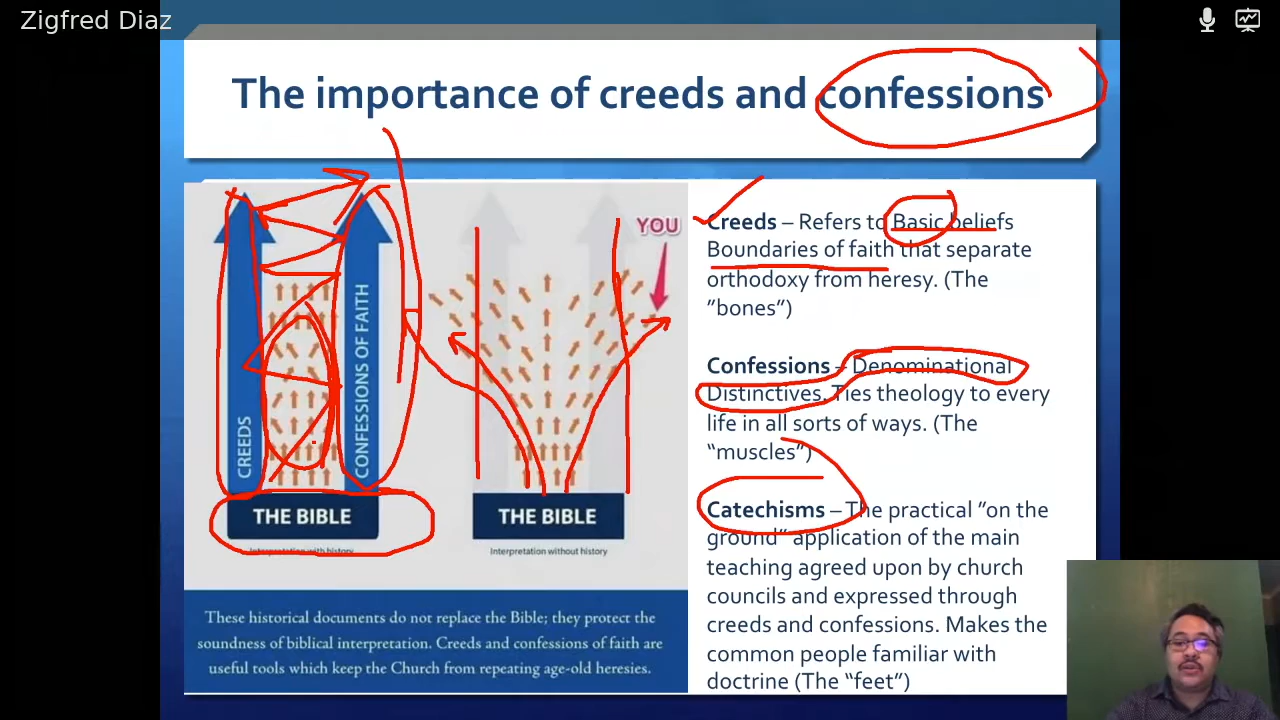 Zigfred Diaz
The importance of creeds and confessions
YOU
CREEDS
CONFESSIONS OF FAITH
THE BIBLE
Interpretation with history
THE BIBLE
Interpretation without history
These historical documents do not replace the Bible; they protect the
soundness of biblical interpretation. Creeds and confessions of faith are
useful tools which keep the Church from repeating age-old heresies.
Creeds – Refers to Basic beliefs
Boundaries of faith that separate
orthodoxy from heresy. (The
”bones”)
Confessions – Denominational
Distinctives. Ties theology to every
life in all sorts of ways. (The
“muscles”)
Catechisms – The practical ”on the
ground” application of the main
teaching agreed upon by church
councils and expressed through
creeds and confessions. Makes the
common people familiar with
doctrine (The “feet”)